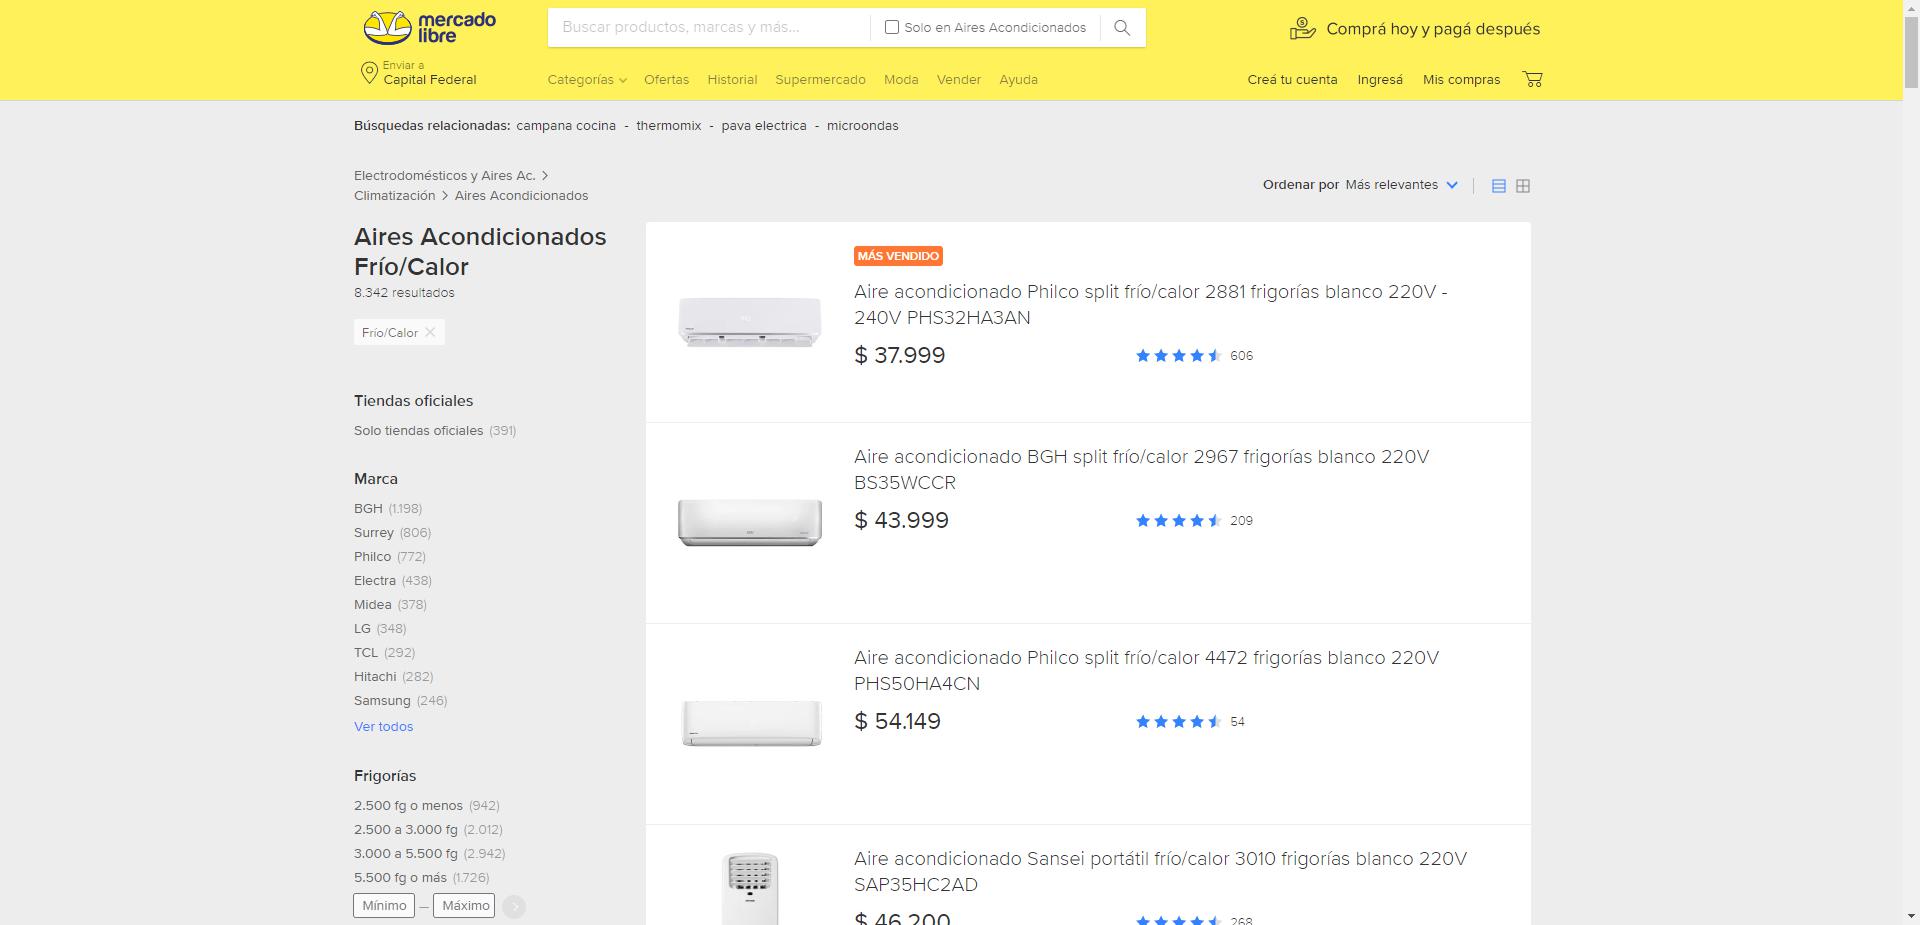 mercado
libre
Buscar productos, marcas y más...
Solo en Aires Acondicionados
Comprá hoy y pagá después
Enviar a
Capital Federal
Categorías
Ofertas
Historial
Supermercado
Moda
Vender
Ayuda
Creá tu cuenta
Ingresá
Mis compras
Búsquedas relacionadas: campana cocina - thermomix - pava electrica - microondas
Electrodomésticos y Aires Ac. >
Climatización > Aires Acondicionados
Ordenar por Más relevantes
Aires Acondicionados
Frío/Calor
8.342 resultados
Frío/Calor
Tiendas oficiales
Solo tiendas oficiales (391)
Marca
BGH (1.198)
Surrey (806)
Philco (772)
Electra (438)
Midea (378)
LG (348)
TCL (292)
Hitachi (282)
Samsung (246)
Ver todos
Frigorías
2.500 fg o menos (942)
2.500 a 3.000 fg (2.012)
3.000 a 5.500 fg (2.942)
5.500 fg o más (1.726)
Mínimo — Máximo
MÁS VENDIDO
Aire acondicionado Philco split frío/calor 2881 frigorías blanco 220V -
240V PHS32HA3AN
$ 37.999
606
Aire acondicionado BGH split frío/calor 2967 frigorías blanco 220V
BS35WCCR
$ 43.999
209
Aire acondicionado Philco split frío/calor 4472 frigorías blanco 220V
PHS50HA4CN
$ 54.149
54
Aire acondicionado Sansei portátil frío/calor 3010 frigorías blanco 220V
SAP35HC2AD
$ 46.200
268